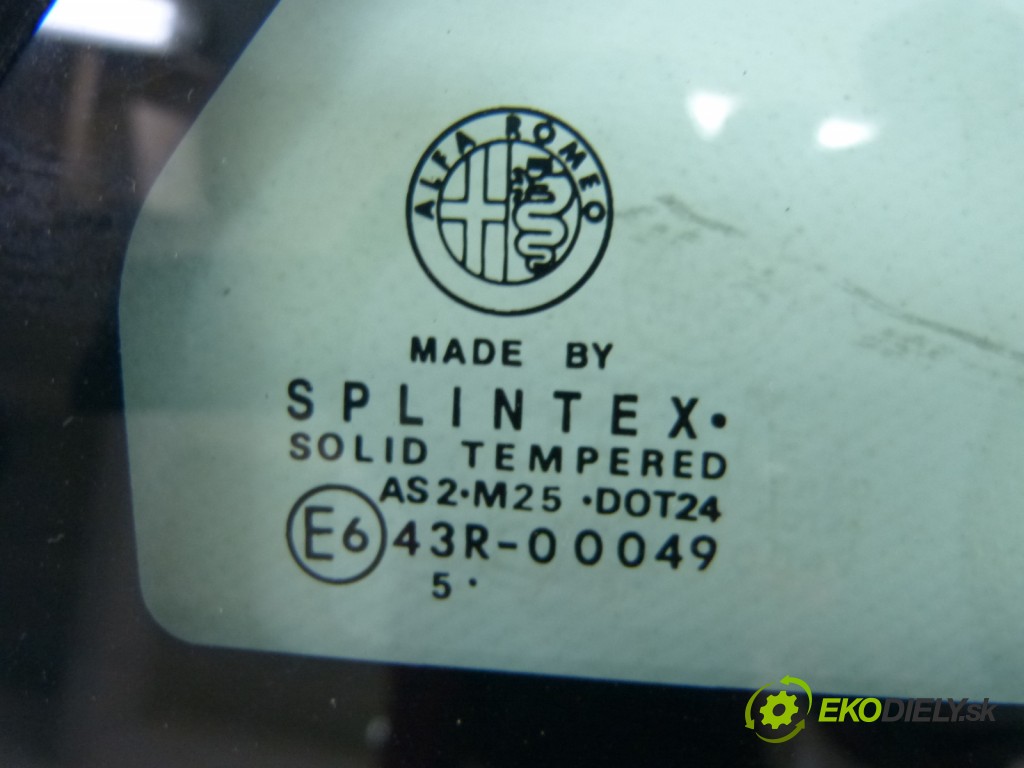 ALFA ROMEO
MADE BY
SPLINTEX·
SOLID TEMPERED
AS2·M25 ·DOT24
E6 43R-00049
5 ·
EKODIELY.sk